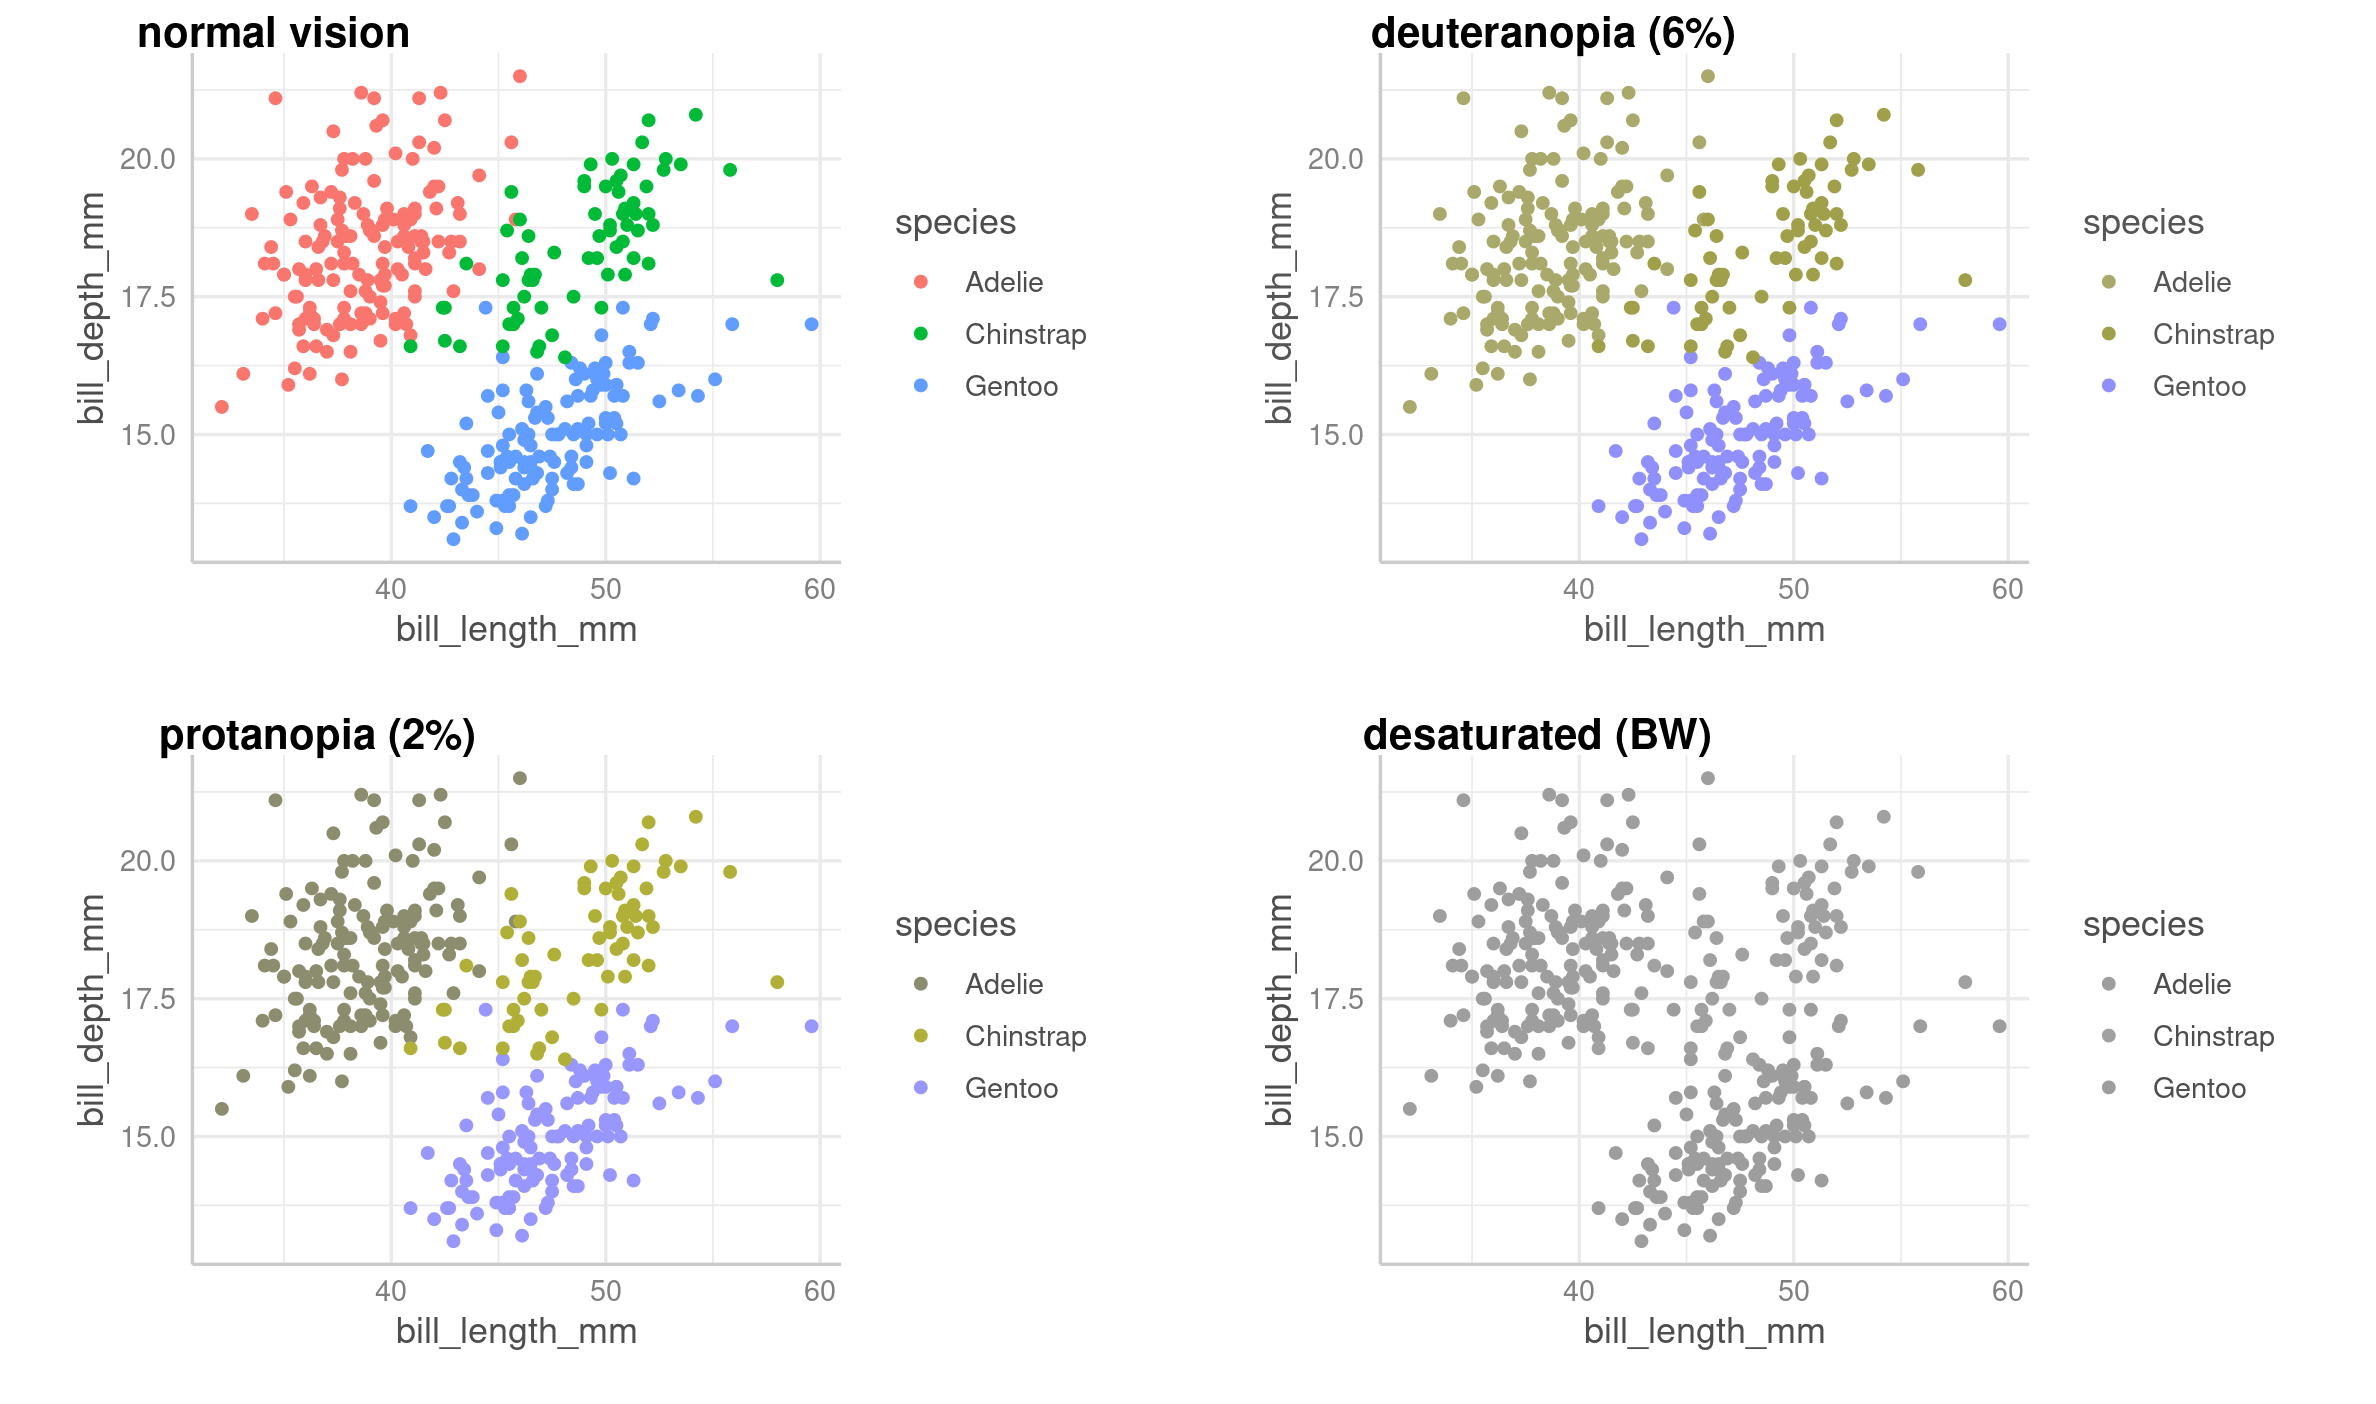 normal vision
bill_depth_mm
20.0
17.5
15.0
40 50 60
bill_length_mm
species
Adelie
Chinstrap
Gentoo
deuteranopia (6%)
bill_depth_mm
20.0
17.5
15.0
40 50 60
bill_length_mm
species
Adelie
Chinstrap
Gentoo
protanopia (2%)
bill_depth_mm
20.0
17.5
15.0
40 50 60
bill_length_mm
species
Adelie
Chinstrap
Gentoo
desaturated (BW)
bill_depth_mm
20.0
17.5
15.0
40 50 60
bill_length_mm
species
Adelie
Chinstrap
Gentoo